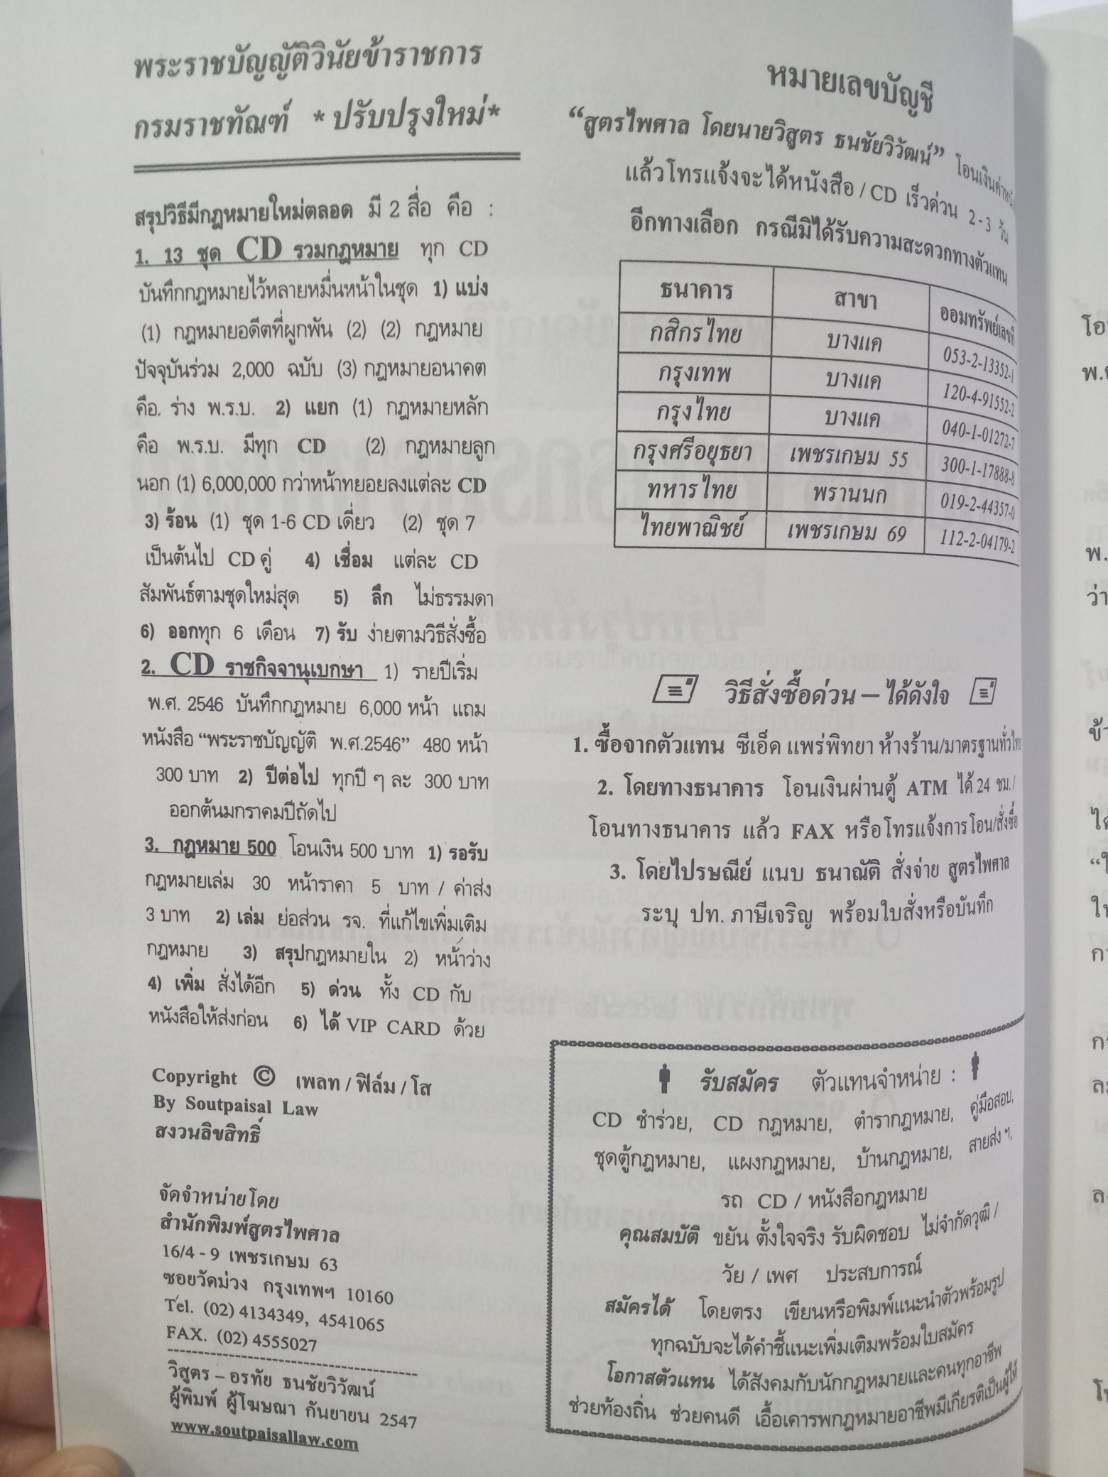 พระราชบัญญัติวินัยข้าราชการ
กรมราชทัณฑ์ *ปรับปรุงใหม่*
สรุปวิธีมีกฎหมายใหม่ตลอด มี 2 สื่อ คือ :
1. 13 ชุด CD รวมกฎหมาย ทุก CD
บันทึกกฎหมายไว้หลายหมื่นหน้าในชุด 1) แบ่ง
(1) กฎหมายอดีตที่ผูกพัน (2) (2) กฎหมาย
ปัจจุบันร่วม 2,000 ฉบับ (3) กฎหมายอนาคต
คือ. ร่าง พ.ร.บ. 2) แยก (1) กฎหมายหลัก
คือ พ.ร.บ. มีทุก CD (2) กฎหมายลูก
นอก (1) 6,000,000 กว่าหน้าทยอยลงแต่ละ CD
3) ร้อน (1) ชุด 1-6 CD เดี่ยว (2) ชุด 7
เป็นต้นไป CD คู่ 4) เชื่อม แต่ละ CD
สัมพันธ์ตามชุดใหม่สุด 5) ลึก ไม่ธรรมดา
6) ออกทุก 6 เดือน 7) รับ ง่ายตามวิธีสั่งซื้อ
2. CD ราชกิจจานุเบกษา 1) รายปีเริ่ม
พ.ศ. 2546 บันทึกกฎหมาย 6,000 หน้า แถม
หนังสือ “พระราชบัญญัติ พ.ศ.2546” 480 หน้า
300 บาท 2) ปีต่อไป ทุกปี ๆ ละ 300 บาท
ออกต้นมกราคมปีถัดไป
3. กฎหมาย 500 โอนเงิน 500 บาท 1) รอรับ
กฎหมายเล่ม 30 หน้าราคา 5 บาท / ค่าส่ง
3 บาท 2) เล่ม ย่อส่วน รจ. ที่แก้ไขเพิ่มเติม
กฎหมาย 3) สรุปกฎหมายใน 2) หน้าว่าง
4) เพิ่ม สั่งได้อีก 5) ด่วน ทั้ง CD กับ
หนังสือให้ส่งก่อน 6) ได้ VIP CARD ด้วย
Copyright © เพลท / ฟิล์ม / โส
By Soutpaisal Law
สงวนลิขสิทธิ์
จัดจำหน่ายโดย
สำนักพิมพ์สูตรไพศาล
16/4 - 9 เพชรเกษม 63
ซอยวัดม่วง กรุงเทพฯ 10160
Tel. (02) 4134349, 4541065
FAX. (02) 4555027
วิสูตร – อรทัย ธนชัยวิวัฒน์
ผู้พิมพ์ ผู้โฆษณา กันยายน 2547
www.soutpaisallaw.com
หมายเลขบัญชี
“สูตรไพศาล โดยนายวิสูตร ธนชัยวิวัฒน์” โอนเงิน
แล้วโทรแจ้งจะได้หนังสือ / CD เร็วด่วน 2 - 3 วัน
อีกทางเลือก กรณีมิได้รับความสะดวกทางตัวแทน
ธนาคาร สาขา ออมทรัพย์เลขที่
กสิกรไทย บางแค 053-2-13352-1
กรุงเทพ บางแค 120-4-91552-2
กรุงไทย บางแค 040-1-01272-7
กรุงศรีอยุธยา เพชรเกษม 55 300-1-17888-8
ทหารไทย พรานนก 019-2-44357-0
ไทยพาณิชย์ เพชรเกษม 69 112-2-04179-2
วิธีสั่งซื้อด่วน – ได้ดังใจ
1. ซื้อจากตัวแทน ซีเอ็ด แพร่พิทยา ห้างร้าน/มาตรฐานทั่วไทย
2. โดยทางธนาคาร โอนเงินผ่านตู้ ATM ได้ 24 ชม. /
โอนทางธนาคาร แล้ว FAX หรือโทรแจ้งการโอน/สั่งซื้อ
3. โดยไปรษณีย์ แนบ ธนาณัติ สั่งจ่าย สูตรไพศาล
ระบุ ปท. ภาษีเจริญ พร้อมใบสั่งหรือบันทึก
รับสมัคร ตัวแทนจำหน่าย :
CD ชำร่วย, CD กฎหมาย, ตำรากฎหมาย, คู่มือสอบ,
ชุดตู้กฎหมาย, แผงกฎหมาย, บ้านกฎหมาย, สายส่ง ฯ,
รถ CD / หนังสือกฎหมาย
คุณสมบัติ ขยัน ตั้งใจจริง รับผิดชอบ ไม่จำกัดวุฒิ /
วัย / เพศ ประสบการณ์
สมัครได้ โดยตรง เขียนหรือพิมพ์แนะนำตัวพร้อมรูป
ทุกฉบับจะได้คำชี้แนะเพิ่มเติมพร้อมใบสมัคร
โอกาสตัวแทน ได้สังคมกับนักกฎหมายและคนทุกอาชีพ
ช่วยท้องถิ่น ช่วยคนดี เอื้อเคารพกฎหมายอาชีพมีเกียรติเป็นผู้ให้